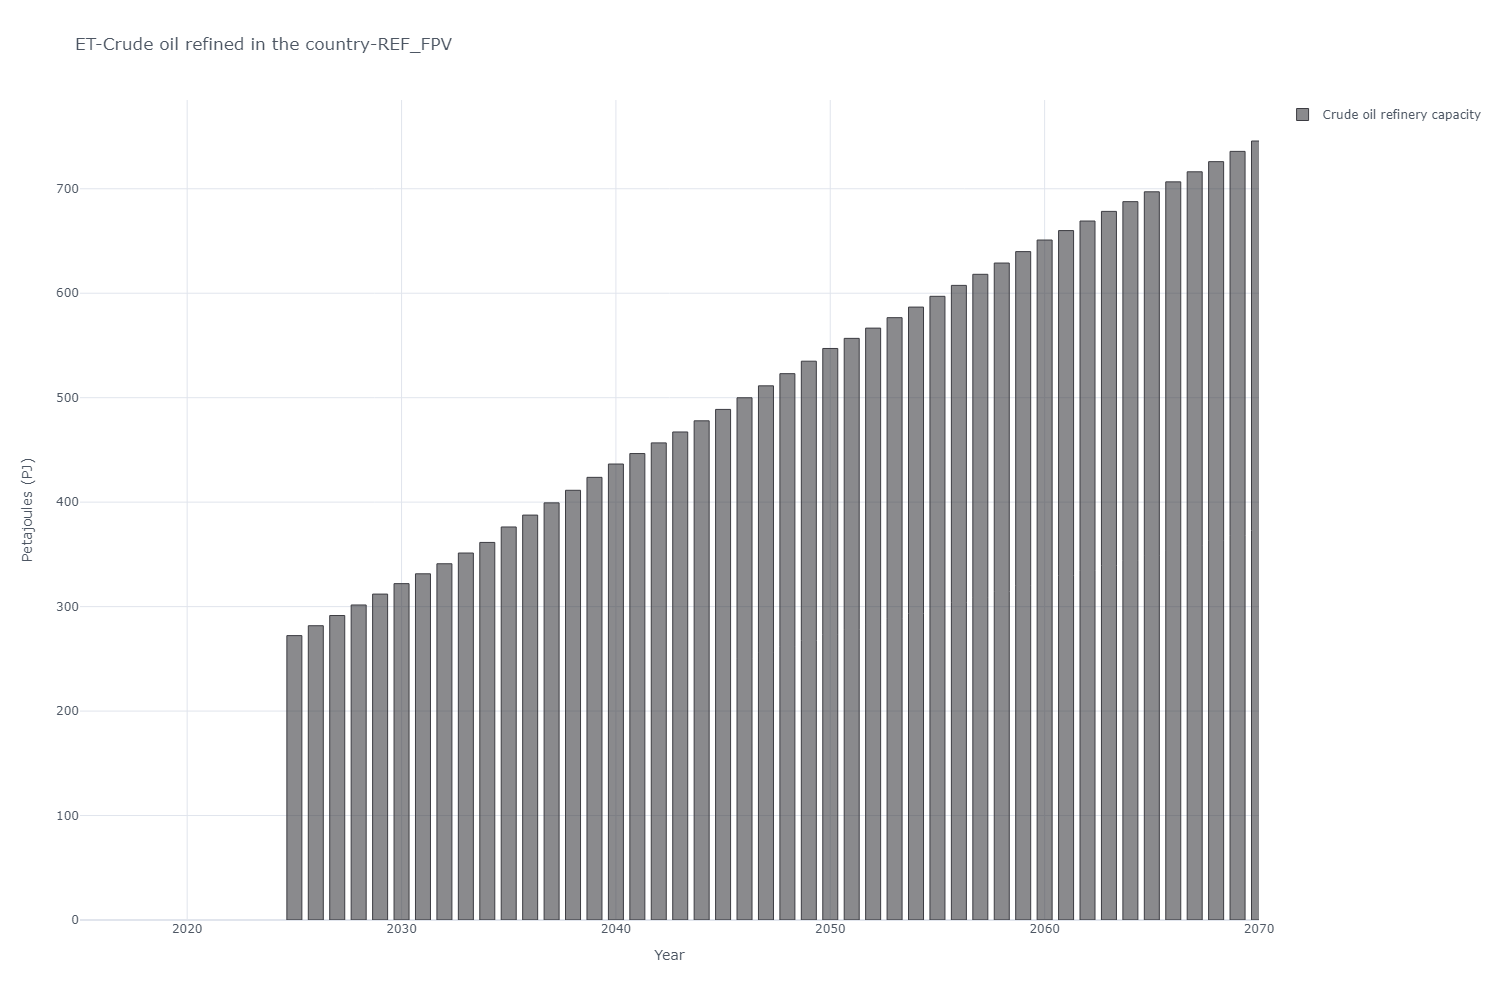 ET-Crude oil refined in the country-REF_FPV
Crude oil refinery capacity
700
600
500
400
300
200
100
0
Petajoules (PJ)
2020 2030 2040 2050 2060 2070
Year